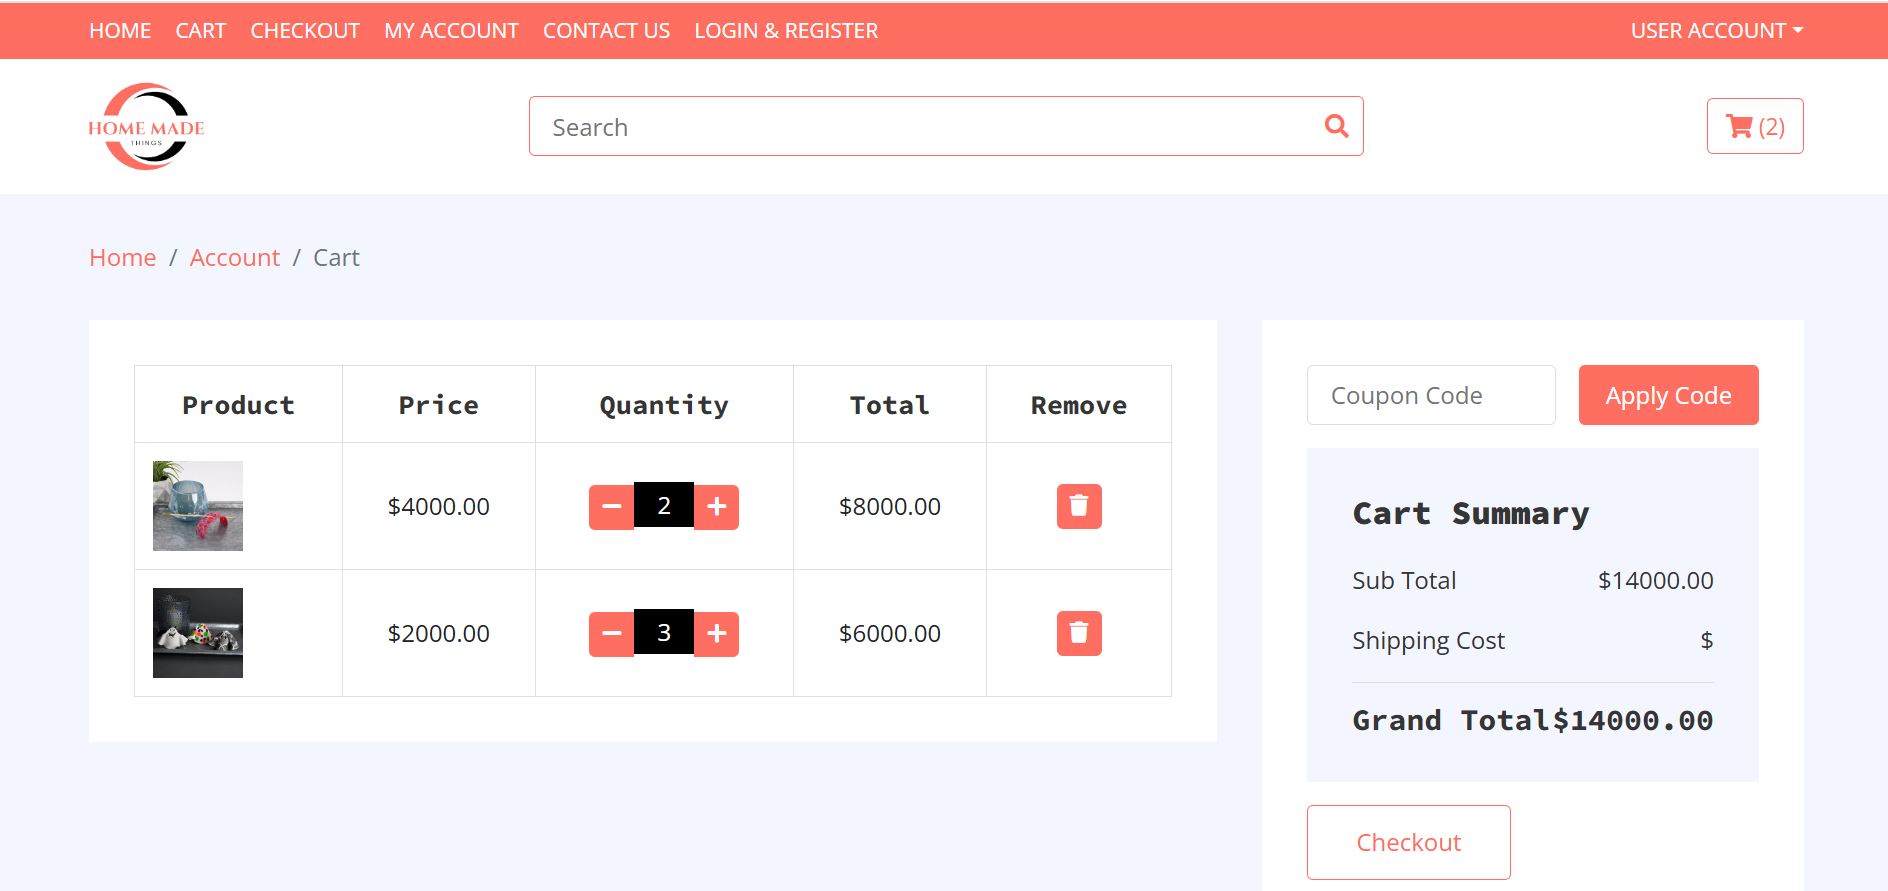 HOME CART CHECKOUT MY ACCOUNT CONTACT US LOGIN & REGISTER USER ACCOUNT
HOME MADE
THINGS
Search
(2)
Home / Account / Cart
Product Price Quantity Total Remove
$4000.00 2 $8000.00
$2000.00 3 $6000.00
Coupon Code Apply Code
Cart Summary
Sub Total $14000.00
Shipping Cost $
Grand Total $14000.00
Checkout